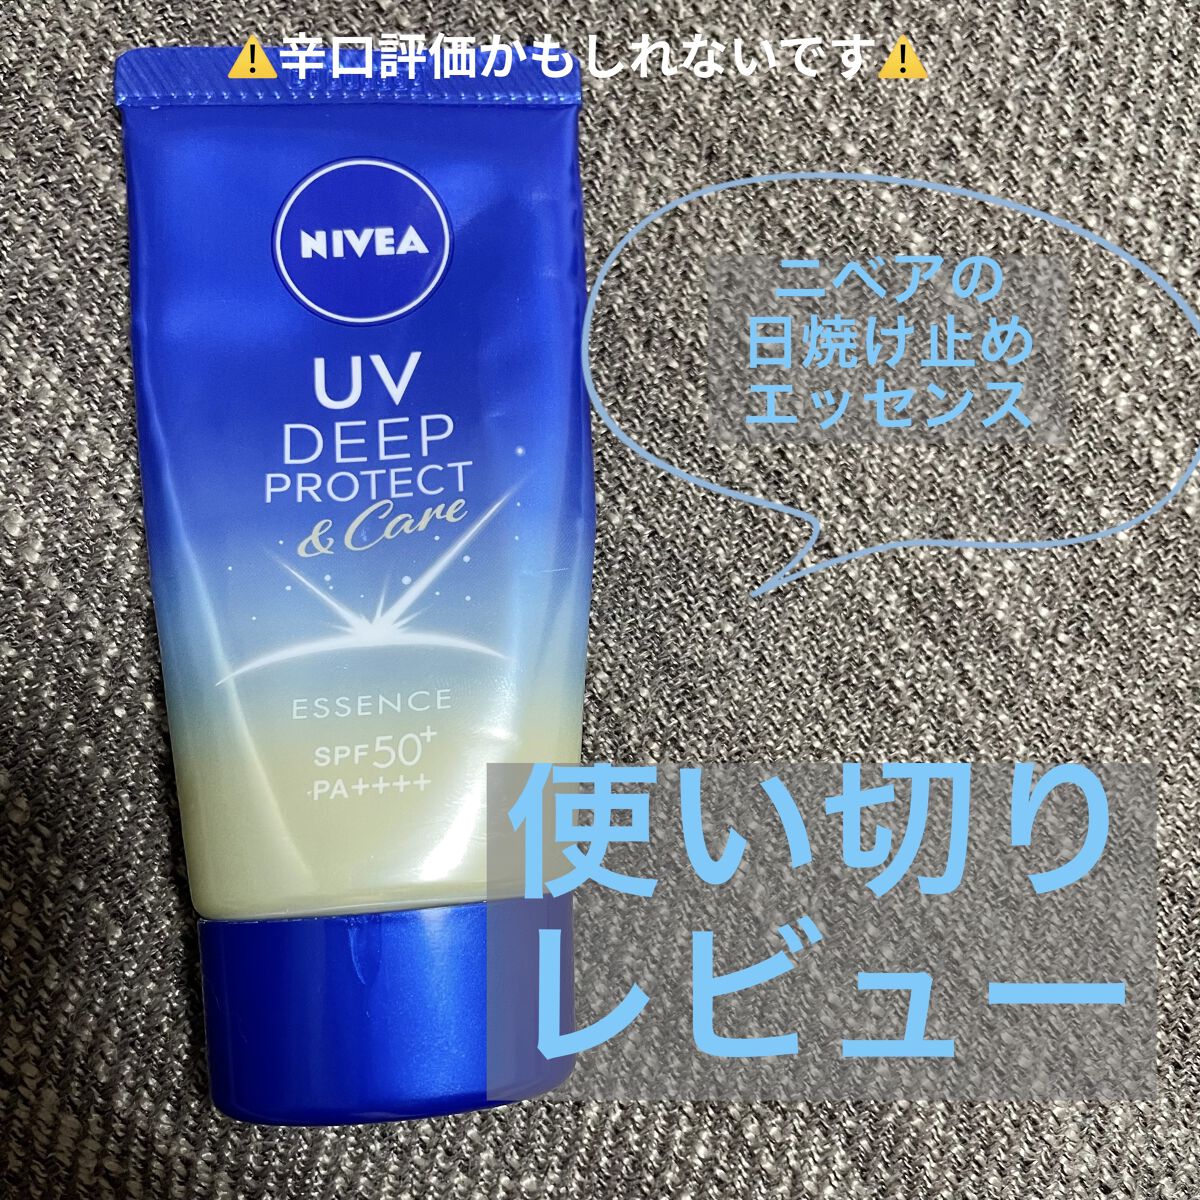 ⚠️辛口評価かもしれないです⚠️
NIVEA
UV
DEEP
PROTECT
& Care
ESSENCE
SPF50+
PA++++
ニベアの
日焼け止め
エッセンス
使い切り
レビュー